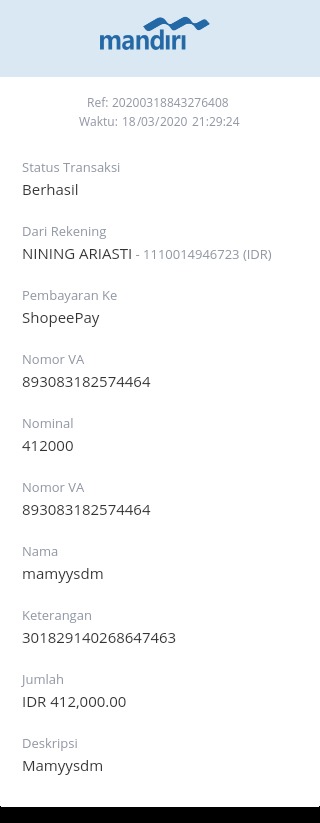 mandiri
Ref: 20200318843276408
Waktu: 18/03/2020 21:29:24
Status Transaksi
Berhasil
Dari Rekening
NINING ARIASTI - 1110014946723 (IDR)
Pembayaran Ke
ShopeePay
Nomor VA
893083182574464
Nominal
412000
Nomor VA
893083182574464
Nama
mamyysdm
Keterangan
301829140268647463
Jumlah
IDR 412,000.00
Deskripsi
Mamyysdm